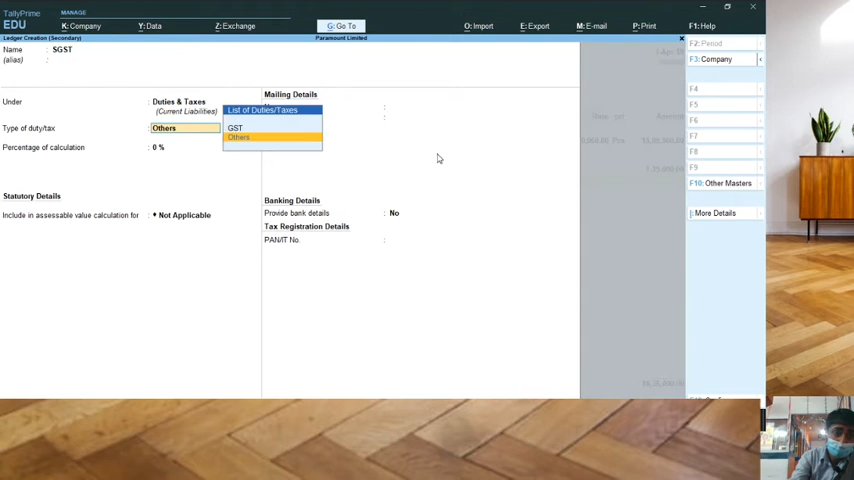 TallyPrime
MANAGE
EDU
K: Company
Y: Data
Z: Exchange
G: Go To
O: Import
E: Export
M: E-mail
P: Print
F1: Help
Ledger Creation (Secondary)
Paramount Limited
Name : SGST
(alias) :
Mailing Details
Under : Duties & Taxes
(Current Liabilities)
:
:
Type of duty/tax : Others
List of Duties/Taxes
GST
Others
Percentage of calculation : 0 %
Statutory Details
Include in assessable value calculation for : ♦ Not Applicable
Banking Details
Provide bank details : No
Tax Registration Details
PAN/IT No. :
F2: Period
F3: Company
F4
F5
F6
F7
F8
F9
F10: Other Masters
I: More Details